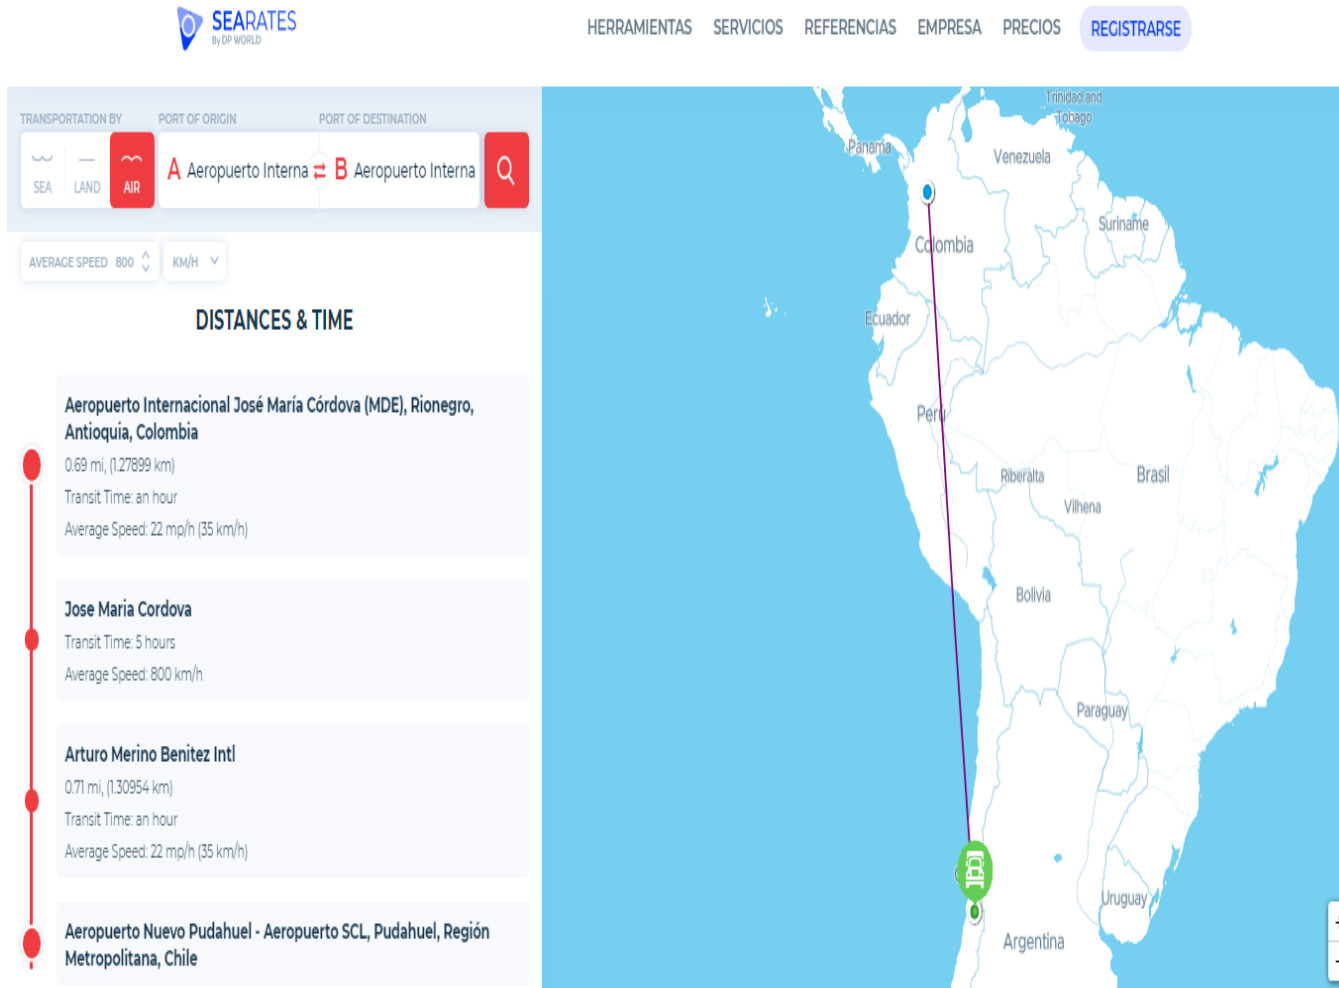 SEARATES
By DP WORLD
HERRAMIENTAS SERVICIOS REFERENCIAS EMPRESA PRECIOS REGISTRARSE
TRANSPORTATION BY PORT OF ORIGIN PORT OF DESTINATION
SEA LAND AIR
A Aeropuerto Interna B Aeropuerto Interna
AVERAGE SPEED 800 KM/H
DISTANCES & TIME
Aeropuerto Internacional José María Córdova (MDE), Rionegro,
Antioquia, Colombia
0.69 mi, (1.27899 km)
Transit Time: an hour
Average Speed: 22 mp/h (35 km/h)
Jose Maria Cordova
Transit Time: 5 hours
Average Speed: 800 km/h
Arturo Merino Benitez Intl
0.71 mi, (1.30954 km)
Transit Time: an hour
Average Speed: 22 mp/h (35 km/h)
Aeropuerto Nuevo Pudahuel - Aeropuerto SCL, Pudahuel, Región
Metropolitana, Chile
Trinidad and
Tobago
Panama
Venezuela
Suriname
Colombia
Ecuador
Perú
Riberalta
Brasil
Vilhena
Bolivia
Paraguay
Uruguay
Argentina